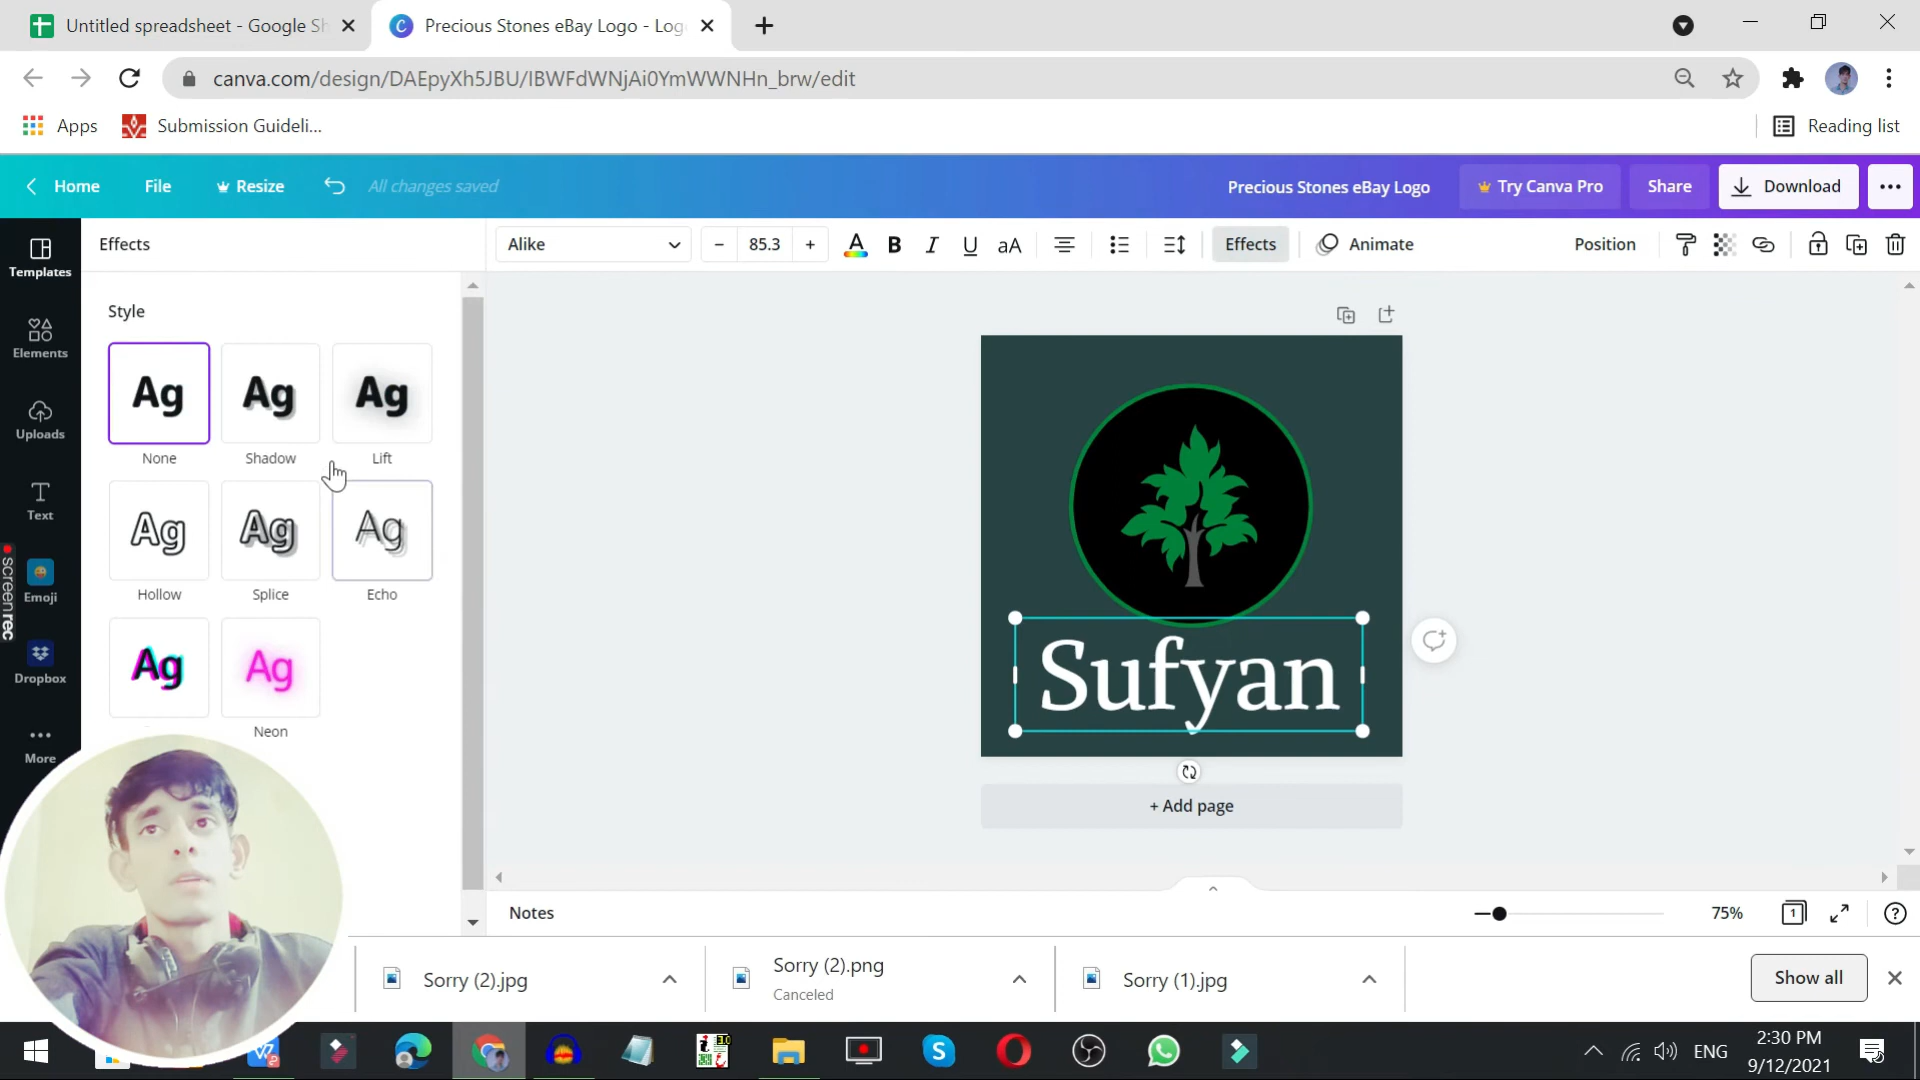 Untitled spreadsheet - Google Sh
Precious Stones eBay Logo - Log
canva.com/design/DAEpyXh5JBU/IBWFdWNjAi0YmWWNHn_brw/edit
Apps
Submission Guideli...
Reading list
Home
File
Resize
All changes saved
Precious Stones eBay Logo
Try Canva Pro
Share
Download
Templates
Elements
Uploads
Text
Emoji
Dropbox
More
screenrec
Effects
Alike
85.3
B
I
U
aA
Effects
Animate
Position
Style
Ag
Ag
Ag
None
Shadow
Lift
Ag
Ag
Ag
Hollow
Splice
Echo
Ag
Ag
Neon
Sufyan
+ Add page
Notes
75%
1
Sorry (2).jpg
Sorry (2).png
Canceled
Sorry (1).jpg
Show all
ENG
2:30 PM
9/12/2021